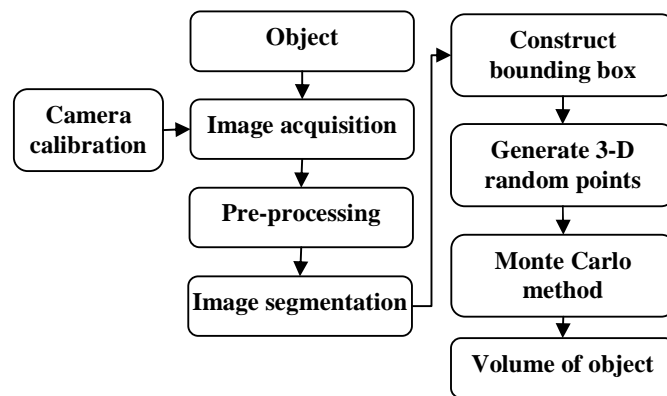 Object
Camera
calibration
Image acquisition
Pre-processing
Image segmentation
Construct
bounding box
Generate 3-D
random points
Monte Carlo
method
Volume of object